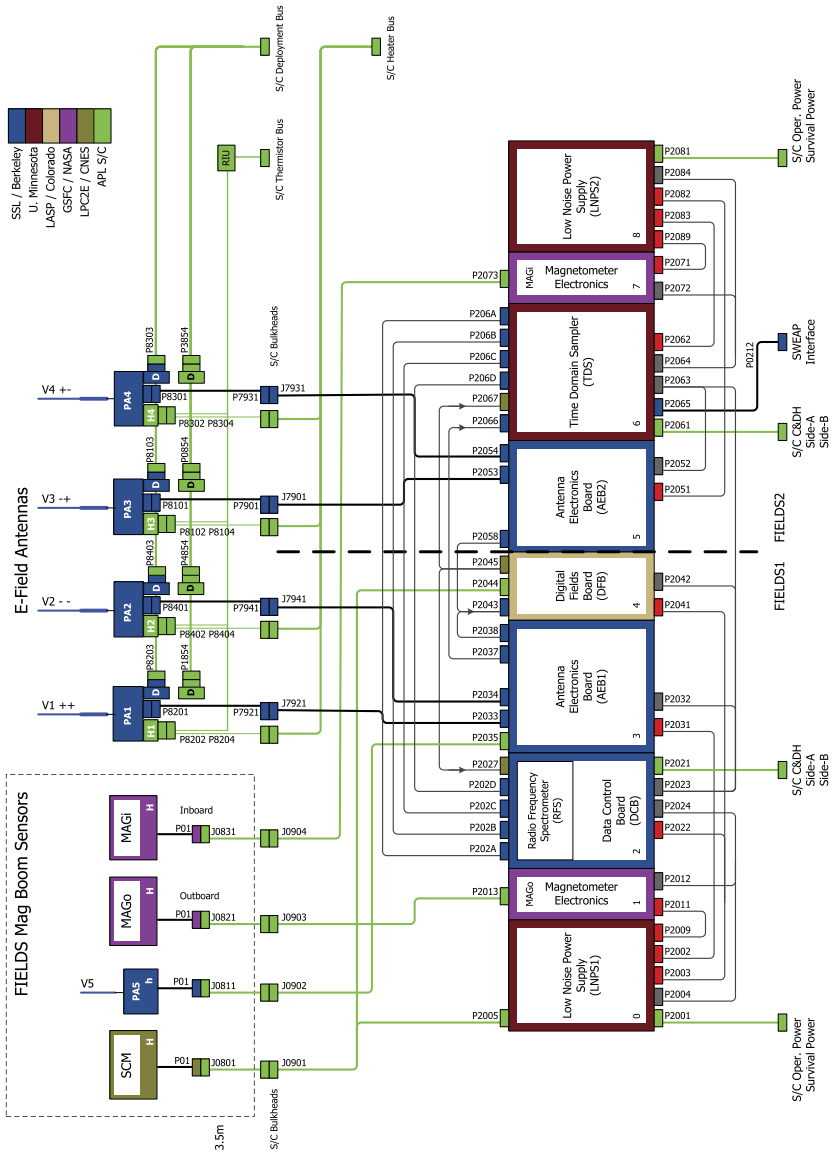 SSL / Berkeley
U. Minnesota
LASP / Colorado
GSFC / NASA
LPC2E / CNES
APL S/C
S/C Deployment Bus
S/C Heater Bus
RIU
S/C Thermistor Bus
E-Field Antennas
V4 +-
PA4
H4
D
D
P8303
P3854
P8301
P8302 P8304
P7931
J7931
S/C Bulkheads
V3 -+
PA3
H3
D
D
P8103
P0854
P8101
P8102 P8104
P7901
J7901
V2 - -
PA2
H2
D
D
P8403
P4854
P8401
P8402 P8404
P7941
J7941
V1 ++
PA1
H1
D
D
P8203
P1854
P8201
P8202 P8204
P7921
J7921
FIELDS Mag Boom Sensors
MAGi
H
Inboard
P01
J0831
J0904
MAGo
H
Outboard
P01
J0821
J0903
V5
PA5
h
P01
J0811
J0902
SCM
H
P01
J0801
J0901
3.5m
S/C Bulkheads
P2073
P206A
P206B
P206C
P206D
P2067
P2066
P2054
P2053
P2058
P2045
P2044
P2043
P2038
P2037
P2034
P2033
P2035
P2027
P202D
P202C
P202B
P202A
P2013
P2005
Low Noise Power
Supply
(LNPS2)
8
MAGi
Magnetometer
Electronics
7
Time Domain Sampler
(TDS)
6
Antenna
Electronics
Board
(AEB2)
5
Digital
Fields
Board
(DFB)
4
Antenna
Electronics
Board
(AEB1)
3
Radio Frequency
Spectrometer
(RFS)
Data Control
Board
(DCB)
2
MAGo
Magnetometer
Electronics
1
Low Noise Power
Supply
(LNPS1)
0
P2081
P2084
P2082
P2083
P2089
P2071
P2072
P2062
P2064
P2063
P2065
P2061
P2052
P2051
P2042
P2041
P2032
P2031
P2021
P2023
P2024
P2022
P2012
P2011
P2009
P2002
P2003
P2004
P2001
P0212
S/C Oper. Power
Survival Power
SWEAP
Interface
S/C C&DH
Side-A
Side-B
FIELDS2
FIELDS1
S/C C&DH
Side-A
Side-B
S/C Oper. Power
Survival Power